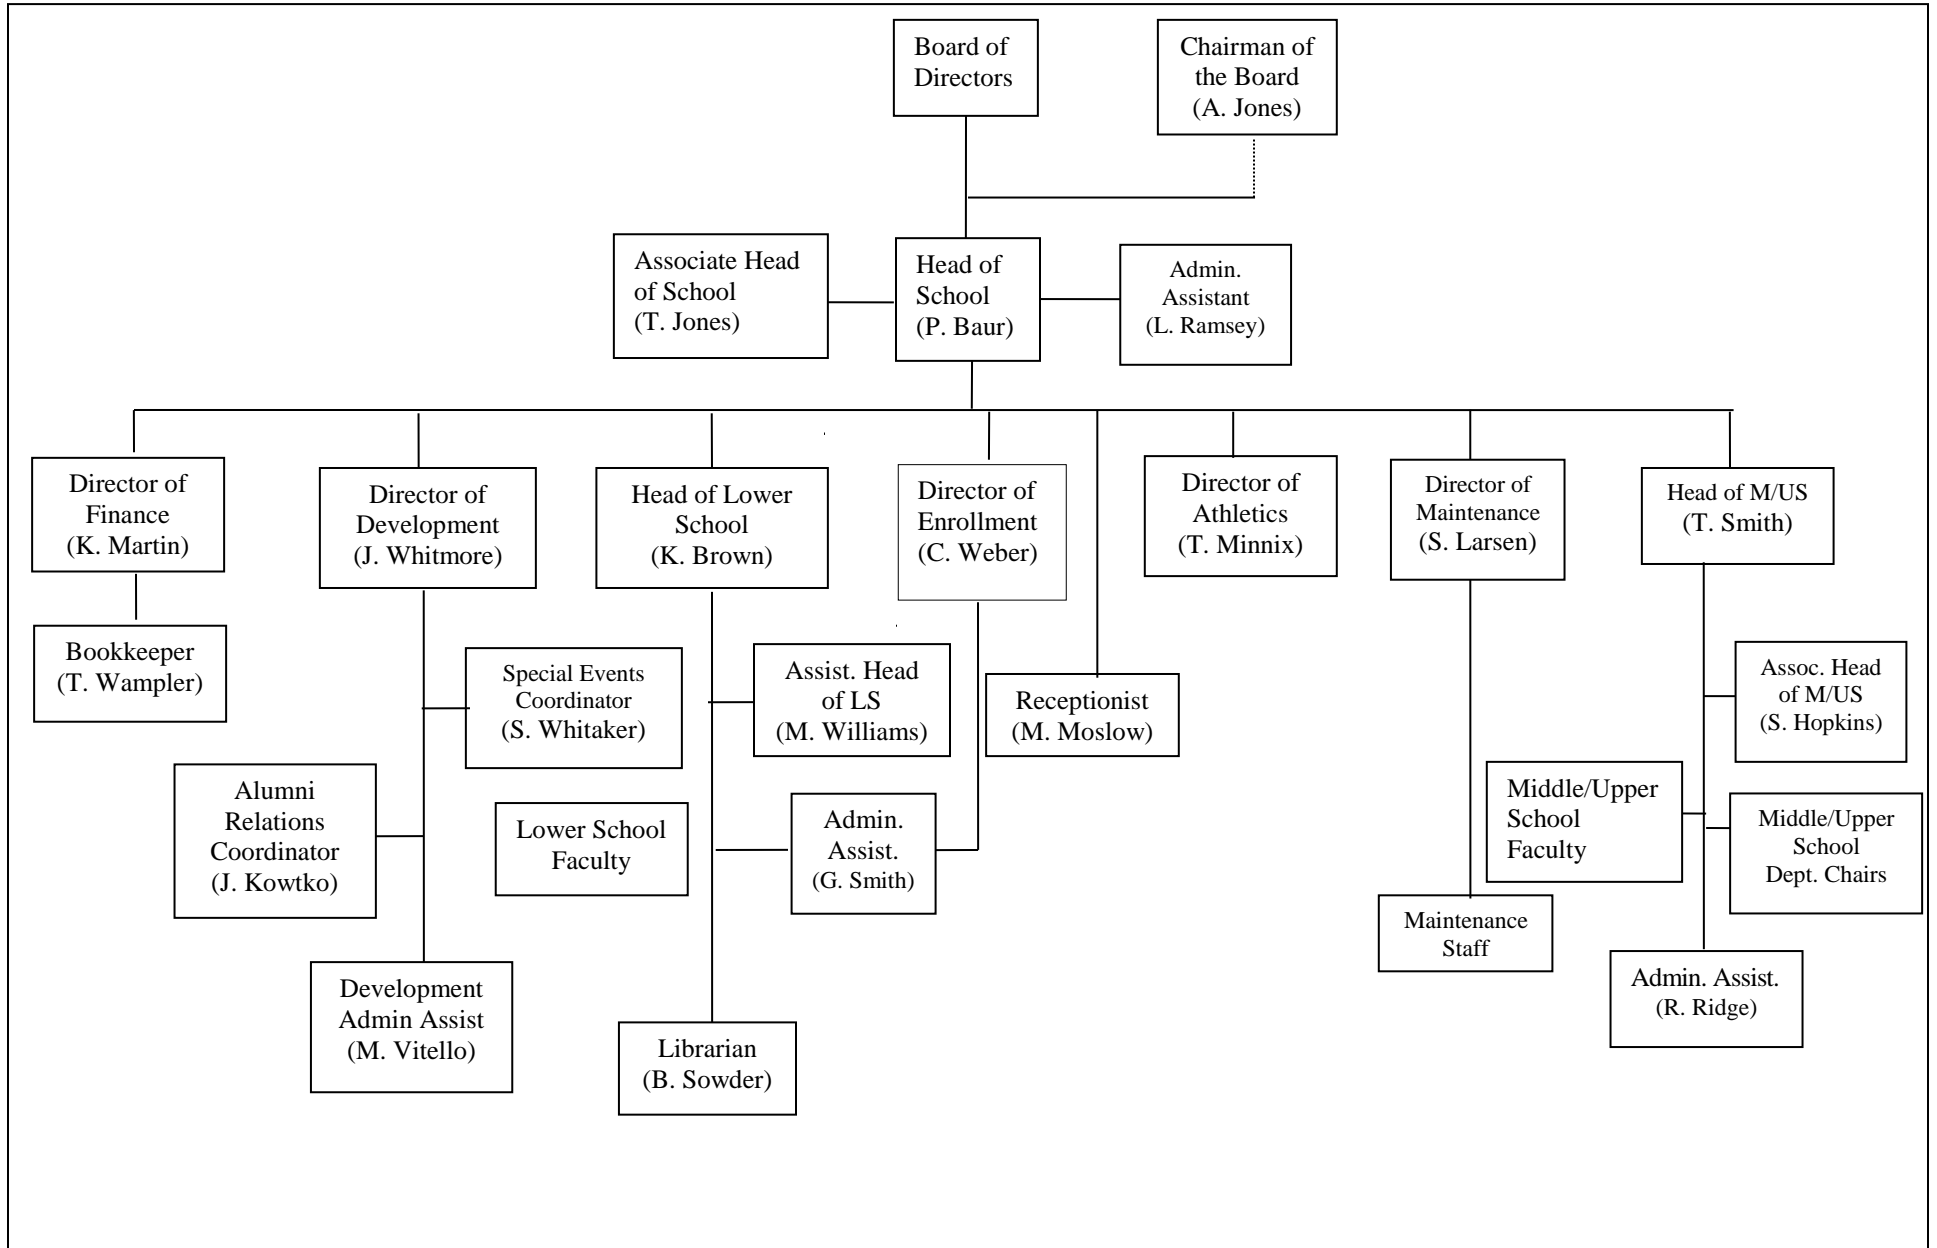 Board of
Directors
Chairman of
the Board
(A. Jones)
Associate Head
of School
(T. Jones)
Head of
School
(P. Baur)
Admin.
Assistant
(L. Ramsey)
Director of
Finance
(K. Martin)
Director of
Development
(J. Whitmore)
Head of Lower
School
(K. Brown)
Director of
Enrollment
(C. Weber)
Director of
Athletics
(T. Minnix)
Director of
Maintenance
(S. Larsen)
Head of M/US
(T. Smith)
Bookkeeper
(T. Wampler)
Special Events
Coordinator
(S. Whitaker)
Assist. Head
of LS
(M. Williams)
Receptionist
(M. Moslow)
Assoc. Head
of M/US
(S. Hopkins)
Alumni
Relations
Coordinator
(J. Kowtko)
Lower School
Faculty
Admin.
Assist.
(G. Smith)
Middle/Upper
School
Faculty
Middle/Upper
School
Dept. Chairs
Maintenance
Staff
Development
Admin Assist
(M. Vitello)
Librarian
(B. Sowder)
Admin. Assist.
(R. Ridge)